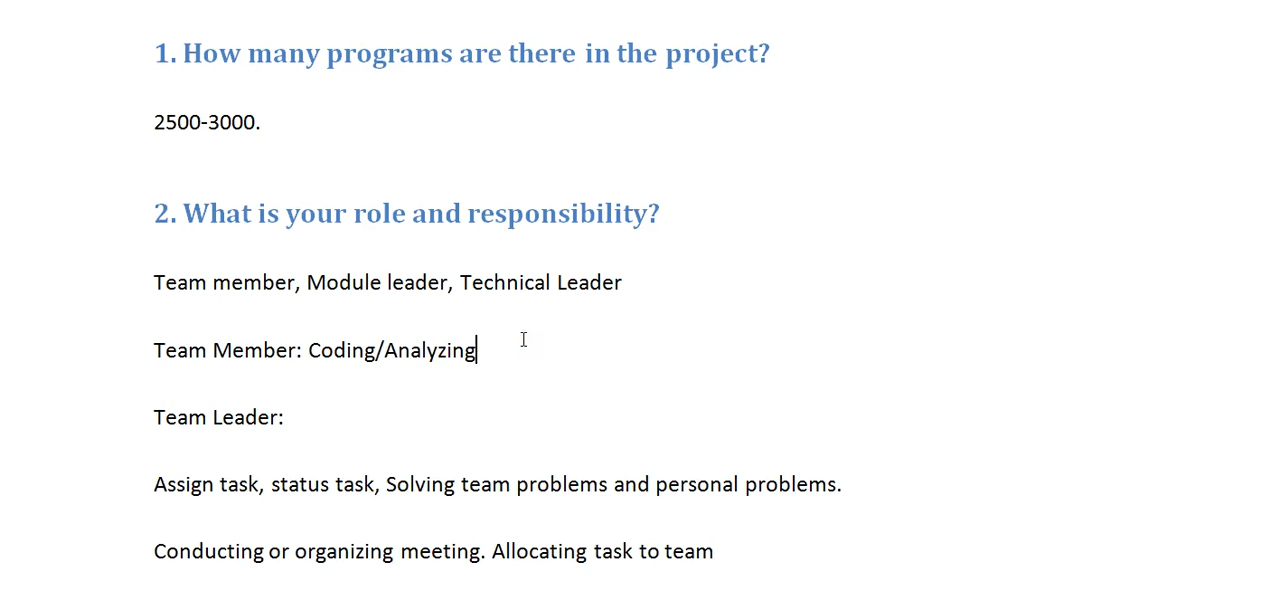 1. How many programs are there in the project?
2500-3000.
2. What is your role and responsibility?
Team member, Module leader, Technical Leader
Team Member: Coding/Analyzing
Team Leader:
Assign task, status task, Solving team problems and personal problems.
Conducting or organizing meeting. Allocating task to team